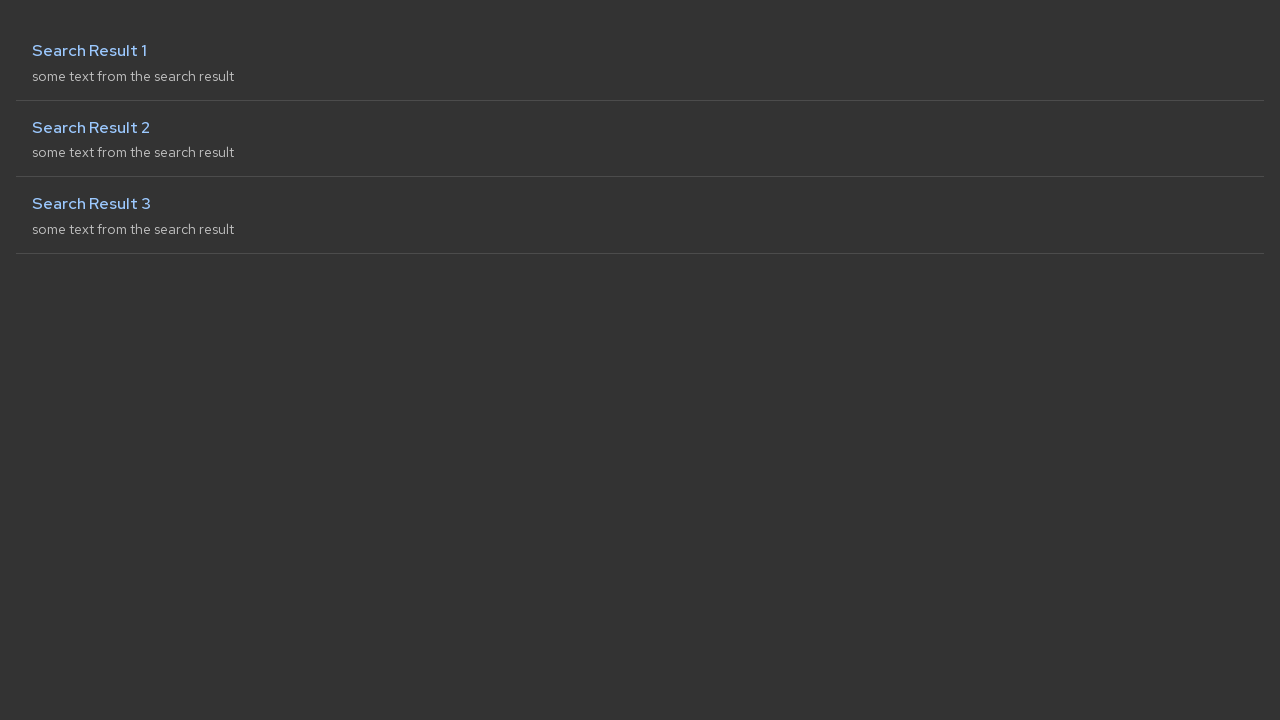 Search Result 1
some text from the search result
Search Result 2
some text from the search result
Search Result 3
some text from the search result